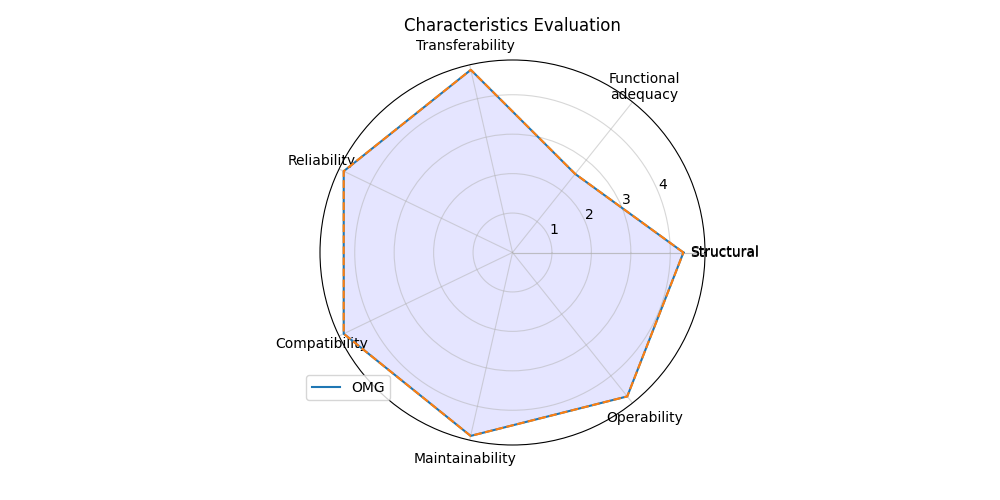 Characteristics Evaluation
Transferability
Functional
adequacy
Reliability
4
3
2
1
Structural
Compatibility
OMG
Operability
Maintainability